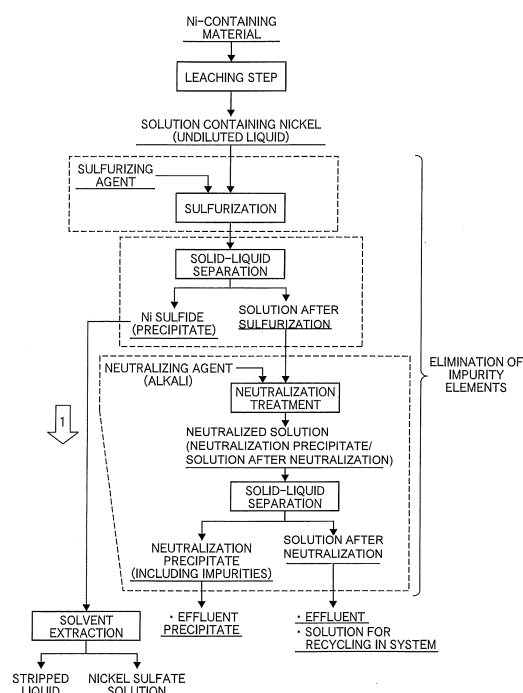 Ni-CONTAINING
MATERIAL
LEACHING STEP
SOLUTION CONTAINING NICKEL
(UNDILUTED LIQUID)
SULFURIZING
AGENT
SULFURIZATION
SOLID-LIQUID
SEPARATION
Ni SULFIDE
(PRECIPITATE)
SOLUTION AFTER
SULFURIZATION
NEUTRALIZING AGENT
(ALKALI)
NEUTRALIZATION
TREATMENT
ELIMINATION OF
IMPURITY
ELEMENTS
1
NEUTRALIZED SOLUTION
(NEUTRALIZATION PRECIPITATE/
SOLUTION AFTER NEUTRALIZATION)
SOLID-LIQUID
SEPARATION
NEUTRALIZATION
PRECIPITATE
(INCLUDING IMPURITIES)
SOLUTION AFTER
NEUTRALIZATION
・EFFLUENT
PRECIPITATE
・EFFLUENT
・SOLUTION FOR
RECYCLING IN SYSTEM
SOLVENT
EXTRACTION
STRIPPED
LIQUID
NICKEL SULFATE
SOLUTION